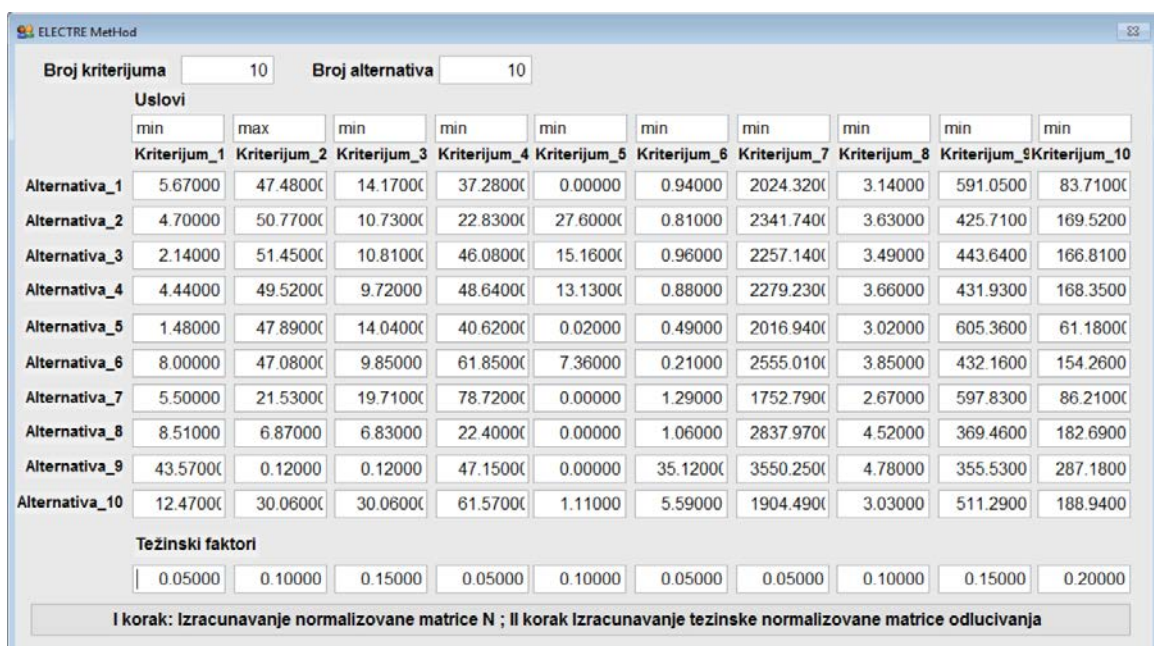 ELECTRE MetHod
Broj kriterijuma 10 Broj alternativa 10
Uslovi
min max min min min min min min min min
Kriterijum_1 Kriterijum_2 Kriterijum_3 Kriterijum_4 Kriterijum_5 Kriterijum_6 Kriterijum_7 Kriterijum_8 Kriterijum_9 Kriterijum_10
Alternativa_1 5.67000 47.4800( 14.1700( 37.2800( 0.00000 0.94000 2024.320( 3.14000 591.0500 83.7100(
Alternativa_2 4.70000 50.7700( 10.7300( 22.8300( 27.6000( 0.81000 2341.740( 3.63000 425.7100 169.5200
Alternativa_3 2.14000 51.4500( 10.8100( 46.0800( 15.1600( 0.96000 2257.140( 3.49000 443.6400 166.8100
Alternativa_4 4.44000 49.5200( 9.72000 48.6400( 13.1300( 0.88000 2279.230( 3.66000 431.9300 168.3500
Alternativa_5 1.48000 47.8900( 14.0400( 40.6200( 0.02000 0.49000 2016.940( 3.02000 605.3600 61.1800(
Alternativa_6 8.00000 47.0800( 9.85000 61.8500( 7.36000 0.21000 2555.010( 3.85000 432.1600 154.2600
Alternativa_7 5.50000 21.5300( 19.7100( 78.7200( 0.00000 1.29000 1752.790( 2.67000 597.8300 86.2100(
Alternativa_8 8.51000 6.87000 6.83000 22.4000( 0.00000 1.06000 2837.970( 4.52000 369.4600 182.6900
Alternativa_9 43.5700( 0.12000 0.12000 47.1500( 0.00000 35.1200( 3550.250( 4.78000 355.5300 287.1800
Alternativa_10 12.4700( 30.0600( 30.0600( 61.5700( 1.11000 5.59000 1904.490( 3.03000 511.2900 188.9400
Težinski faktori
0.05000 0.10000 0.15000 0.05000 0.10000 0.05000 0.05000 0.10000 0.15000 0.20000
I korak: Izracunavanje normalizovane matrice N ; II korak Izracunavanje tezinske normalizovane matrice odlucivanja